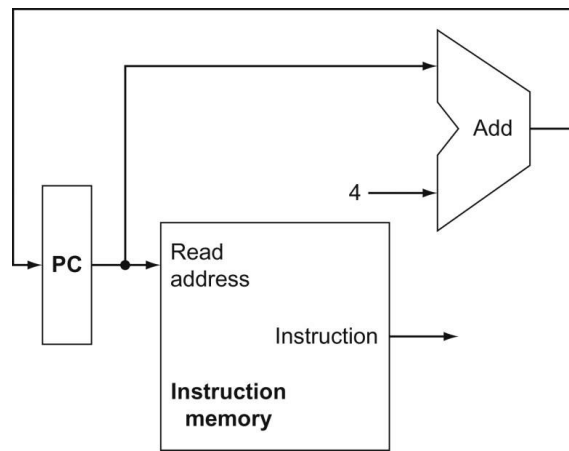 Add
4
PC
Read
address
Instruction
Instruction
memory